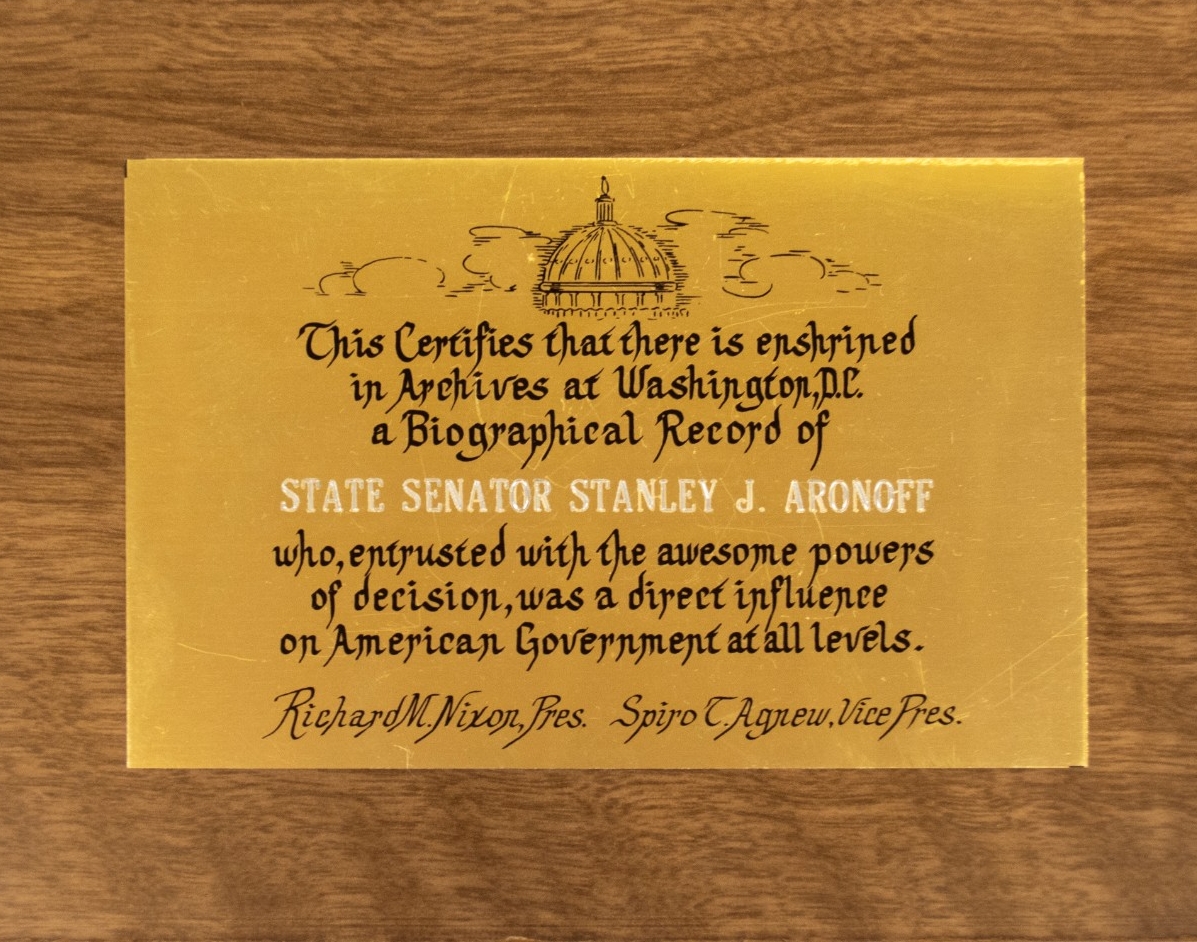 This Certifies that there is enshrined
in Archives at Washington,D.C.
a Biographical Record of
STATE SENATOR STANLEY J. ARONOFF
who, entrusted with the awesome powers
of decision, was a direct influence
on American Government at all levels.
Richard M. Nixon, Pres. Spiro T. Agnew, Vice Pres.